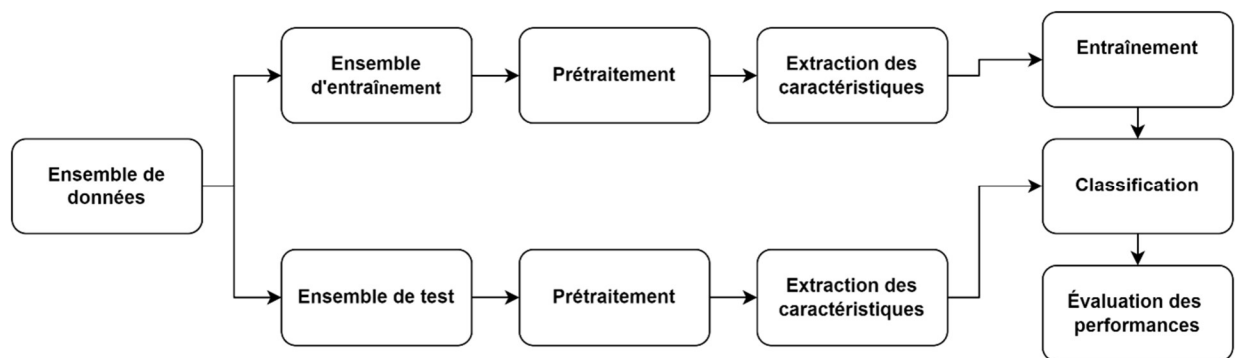 Ensemble de
données
Ensemble
d'entraînement
Prétraitement
Extraction des
caractéristiques
Entraînement
Ensemble de test
Prétraitement
Extraction des
caractéristiques
Classification
Évaluation des
performances